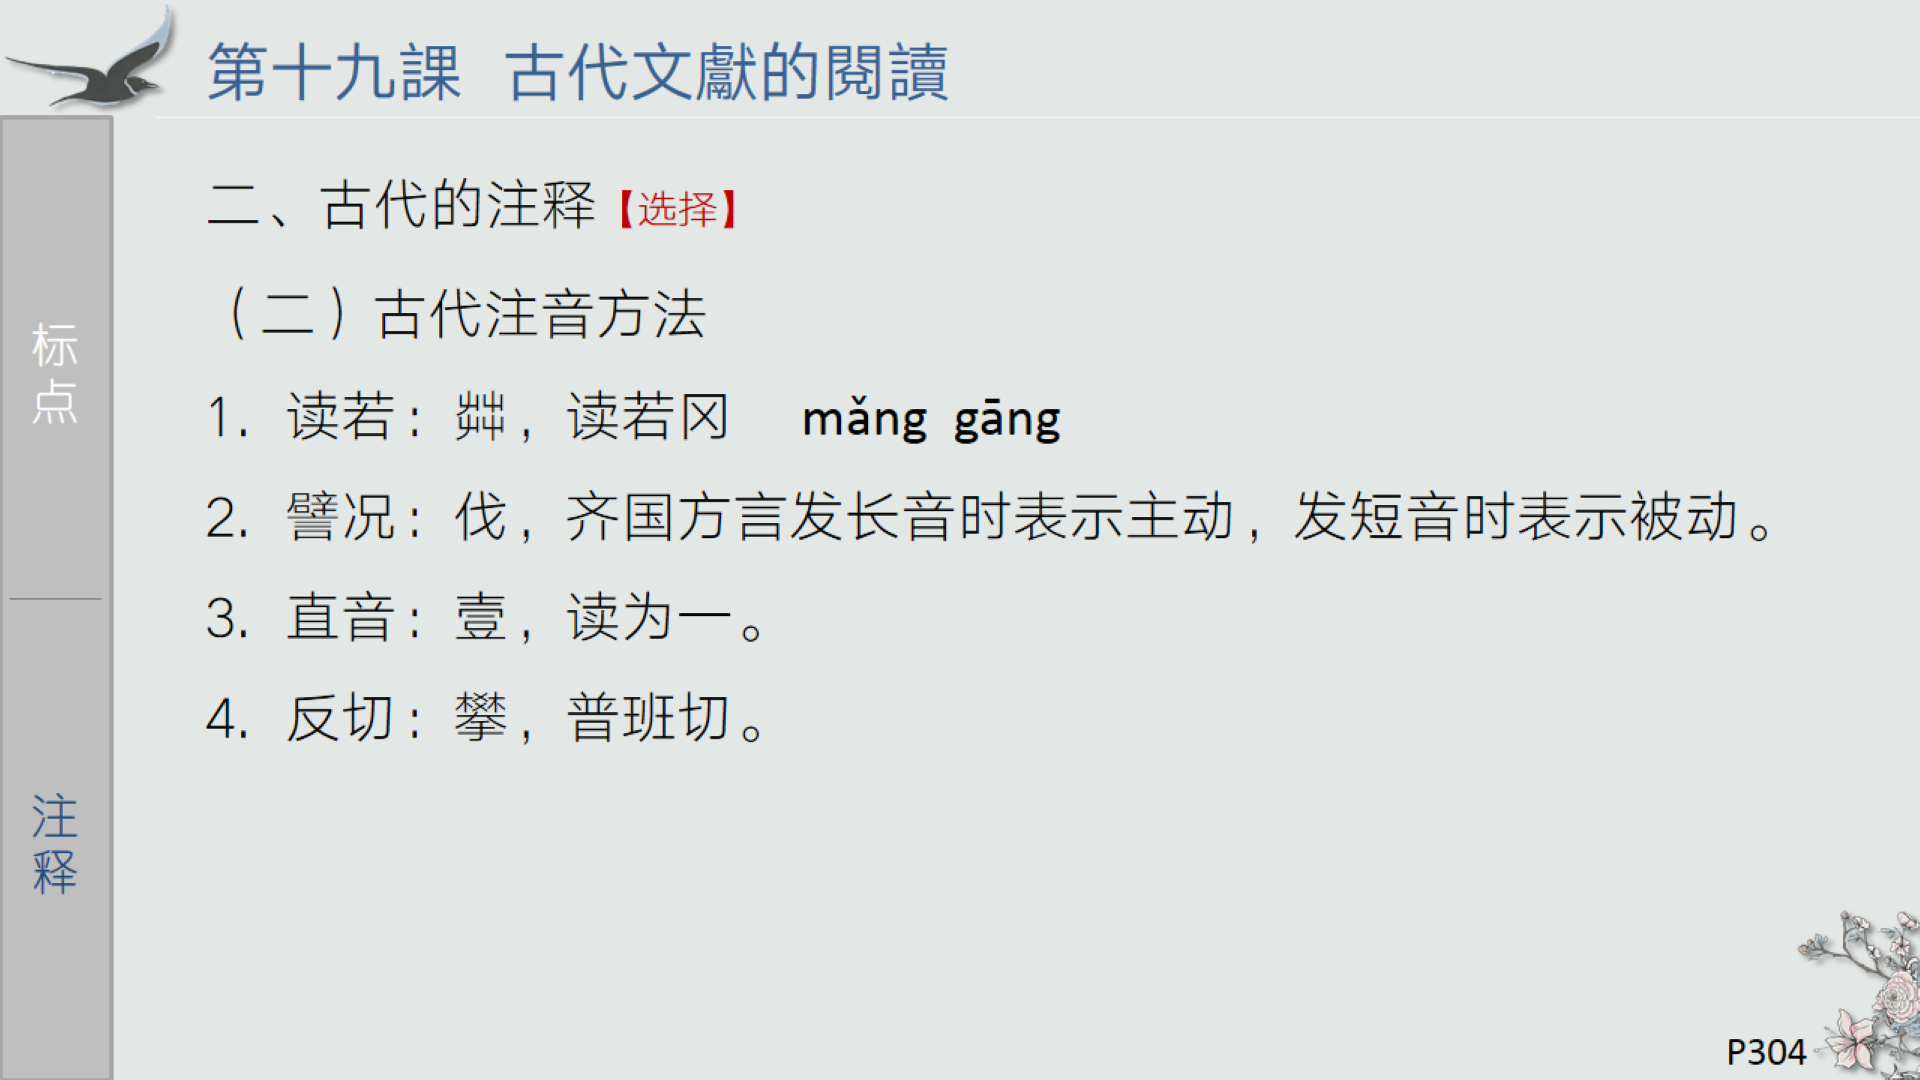 第十九課 古代文獻的閱讀
标点
注释
二、古代的注释【选择】
（二）古代注音方法
1. 读若：茻，读若冈 mǎng gāng
2. 譬况：伐，齐国方言发长音时表示主动，发短音时表示被动。
3. 直音：壹，读为一。
4. 反切：攀，普班切。
P304